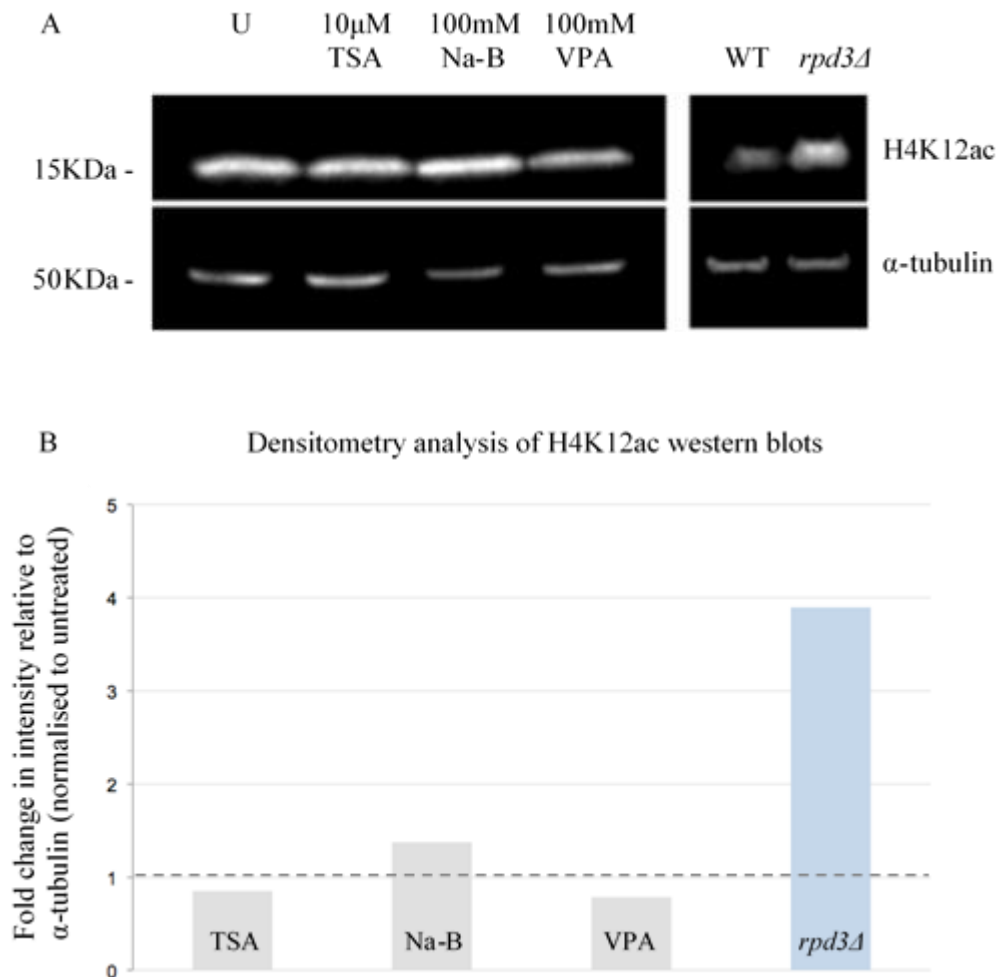 A
U 10μM 100mM 100mM
TSA Na-B VPA WT rpd3Δ
H4K12ac
15KDa -
α-tubulin
50KDa -
B Densitometry analysis of H4K12ac western blots
Fold change in intensity relative to
α-tubulin (normalised to untreated)
5
4
3
2
1
0
TSA Na-B VPA rpd3Δ